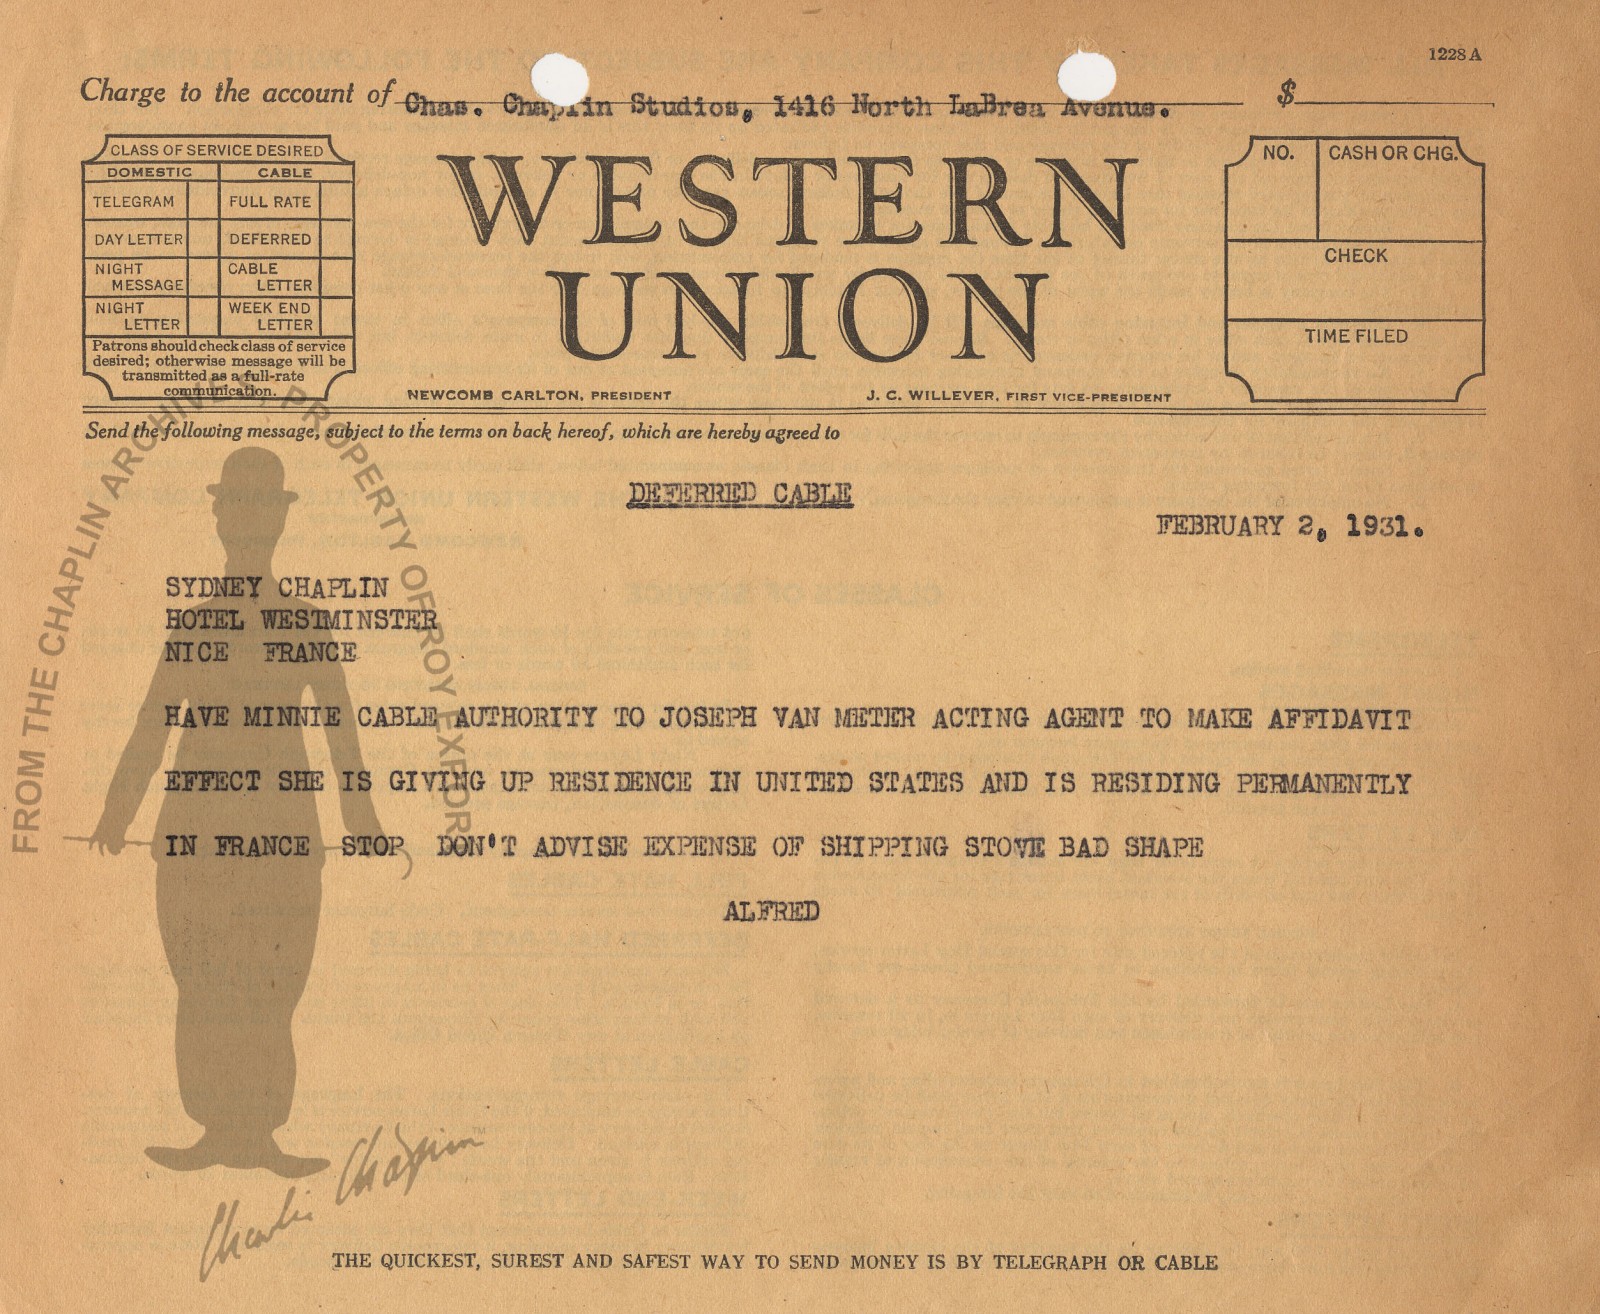 1228 A
Charge to the account of Chas. Chaplin Studios, 1416 North LaBrea Avenue. $
CLASS OF SERVICE DESIRED
DOMESTIC CABLE
TELEGRAM FULL RATE
DAY LETTER DEFERRED
NIGHT MESSAGE CABLE LETTER
NIGHT LETTER WEEK END LETTER
Patrons should check class of service
desired; otherwise message will be
transmitted as a full-rate
communication.
WESTERN
UNION
NEWCOMB CARLTON, PRESIDENT J. C. WILLEVER, FIRST VICE-PRESIDENT
NO. CASH OR CHG.
CHECK
TIME FILED
Send the following message, subject to the terms on back hereof, which are hereby agreed to
DEFERRED CABLE
FEBRUARY 2, 1931.
SYDNEY CHAPLIN
HOTEL WESTMINSTER
NICE FRANCE
HAVE MINNIE CABLE AUTHORITY TO JOSEPH VAN METER ACTING AGENT TO MAKE AFFIDAVIT
EFFECT SHE IS GIVING UP RESIDENCE IN UNITED STATES AND IS RESIDING PERMANENTLY
IN FRANCE STOP DON'T ADVISE EXPENSE OF SHIPPING STOVE BAD SHAPE
ALFRED
FROM THE CHAPLIN ARCHIVES, PROPERTY OF ROY EXPORT
Charlie Chaplin
THE QUICKEST, SUREST AND SAFEST WAY TO SEND MONEY IS BY TELEGRAPH OR CABLE